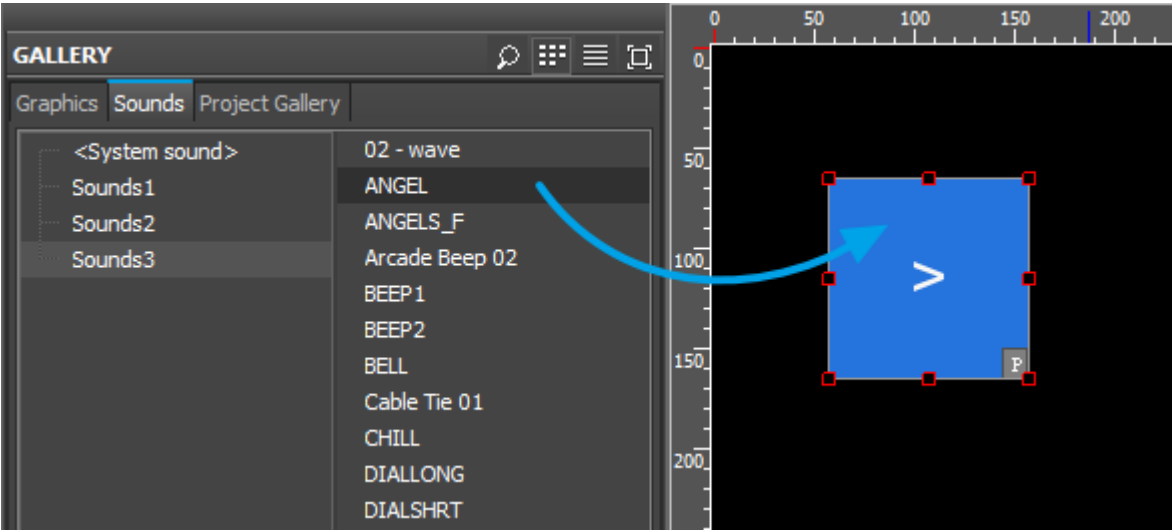 GALLERY
Graphics Sounds Project Gallery
<System sound>
Sounds1
Sounds2
Sounds3
02 - wave
ANGEL
ANGELS_F
Arcade Beep 02
BEEP1
BEEP2
BELL
Cable Tie 01
CHILL
DIALLONG
DIALSHRT
0 50 100 150 200
0
50
100
150
200
>
P